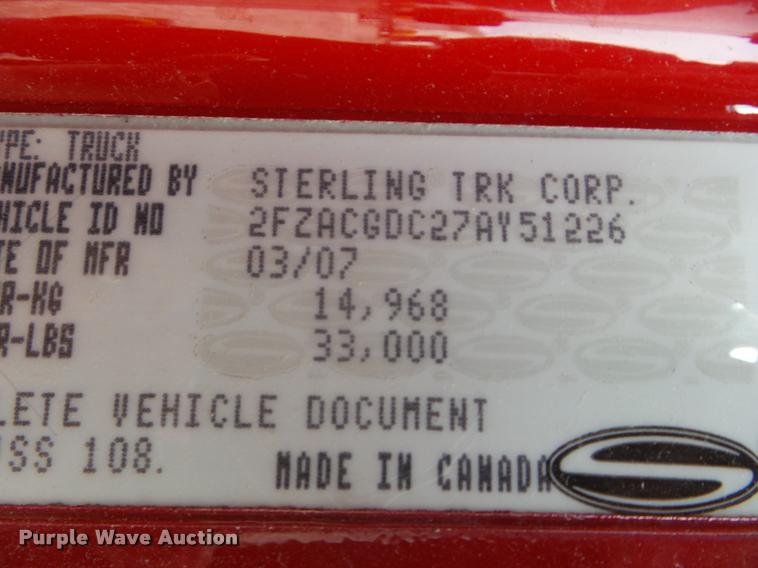 YPE: TRUCK
ANUFACTURED BY STERLING TRK CORP.
HICLE ID NO 2FZACGDC27AY51226
TE OF MFR 03/07
R-KG 14,968
R-LBS 33,000
LETE VEHICLE DOCUMENT
SS 108.
MADE IN CANADA
Purple Wave Auction